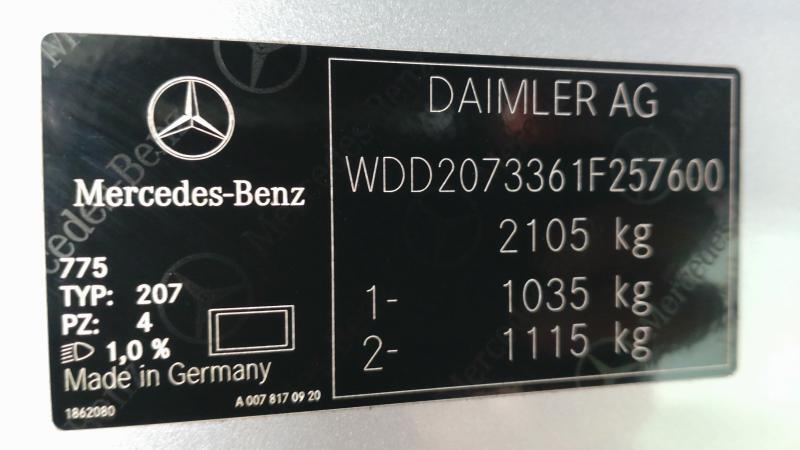 Mercedes-Benz
775
TYP: 207
PZ: 4
1,0 %
Made in Germany
1862080
A 007 817 09 20
DAIMLER AG
WDD2073361F257600
2105 kg
1- 1035 kg
2- 1115 kg